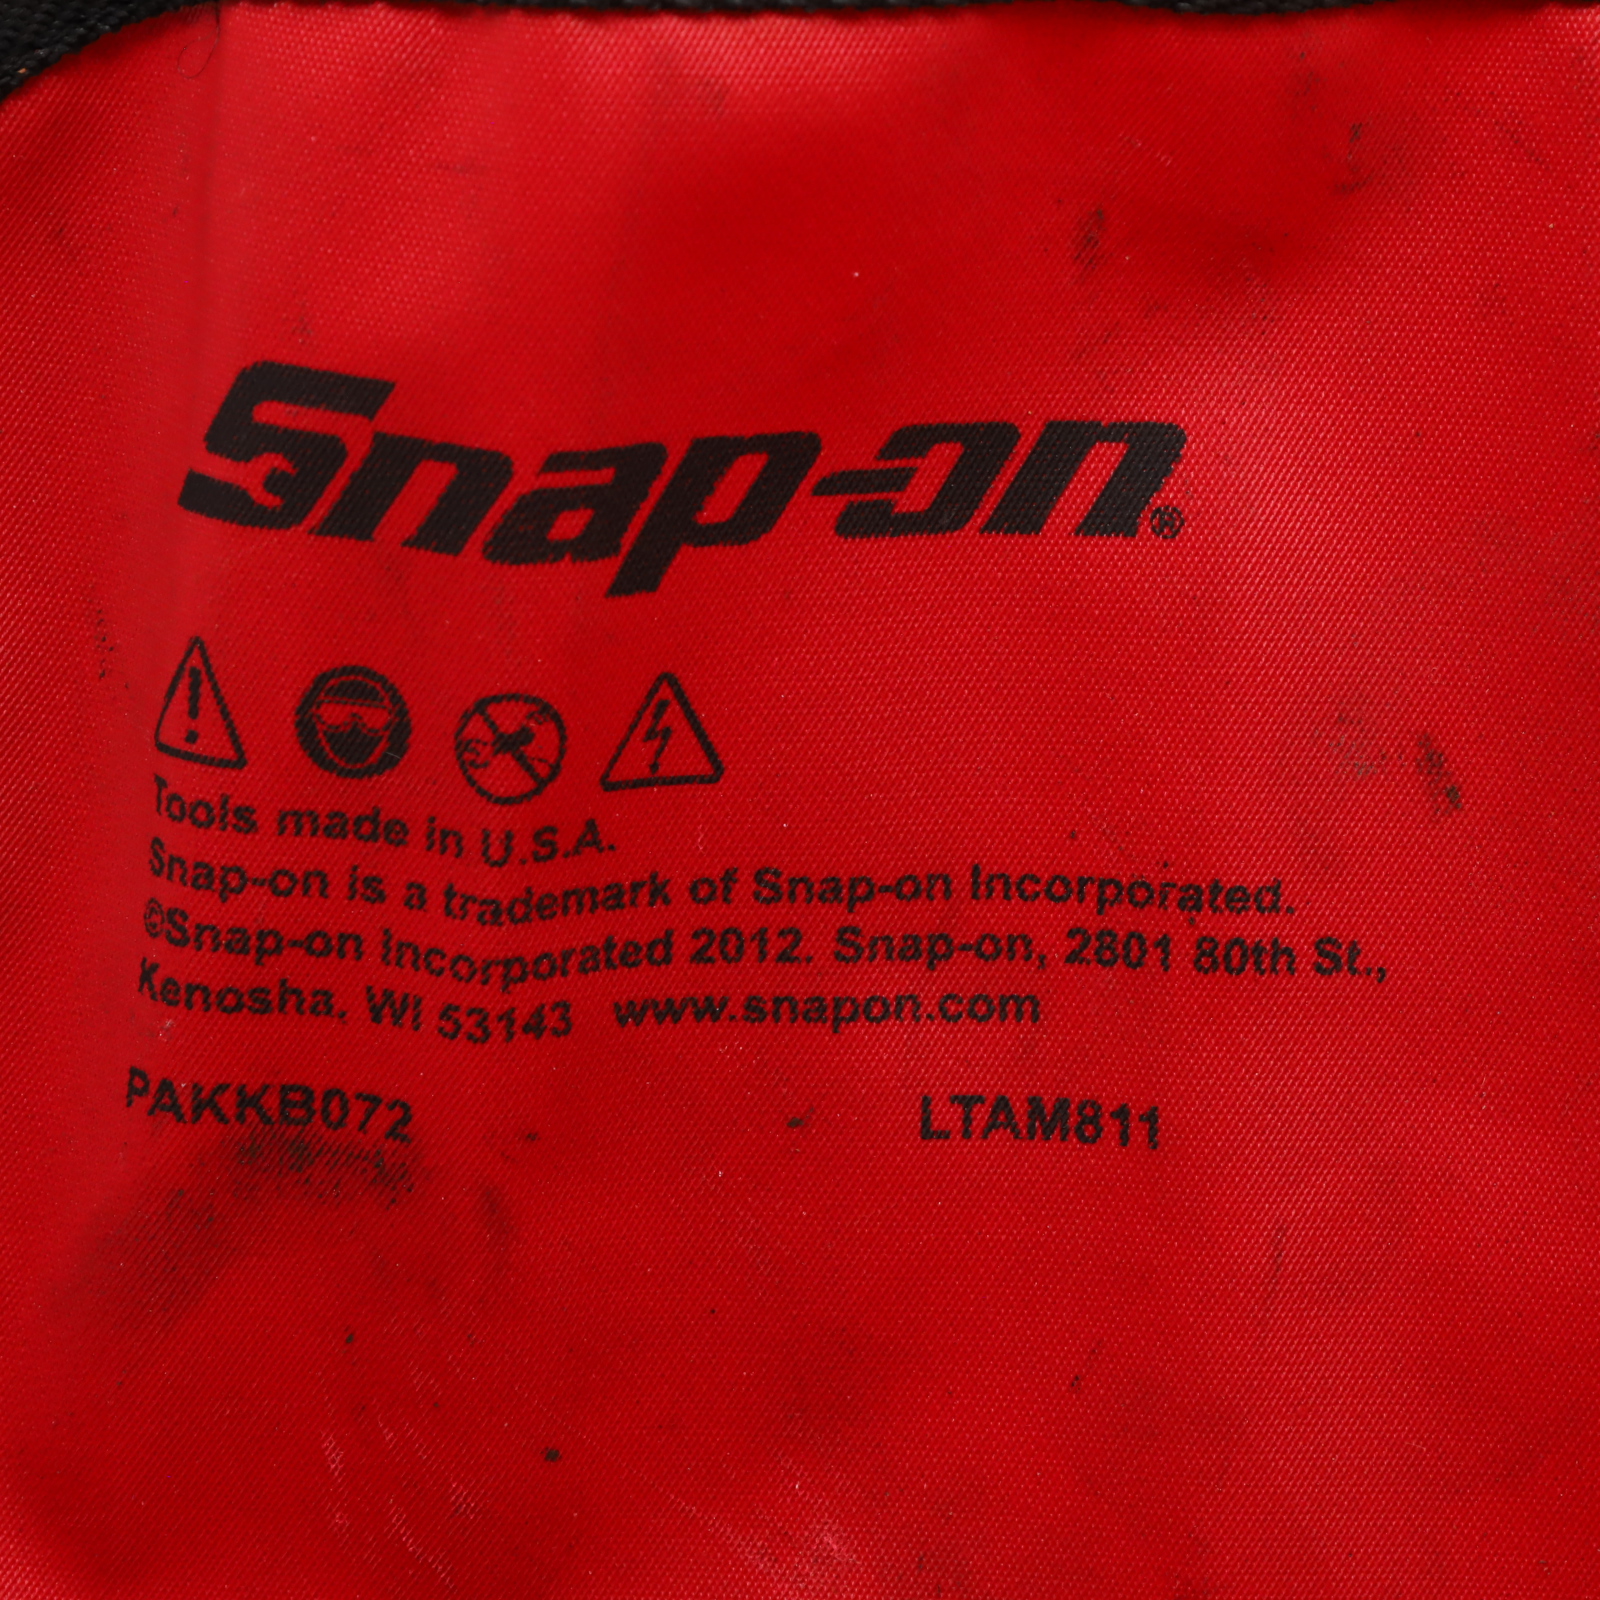 Snap-on®
Tools made in U.S.A.
Snap-on is a trademark of Snap-on Incorporated.
©Snap-on Incorporated 2012. Snap-on, 2801 80th St.,
Kenosha, WI 53143 www.snapon.com
PAKKB072 LTAM811